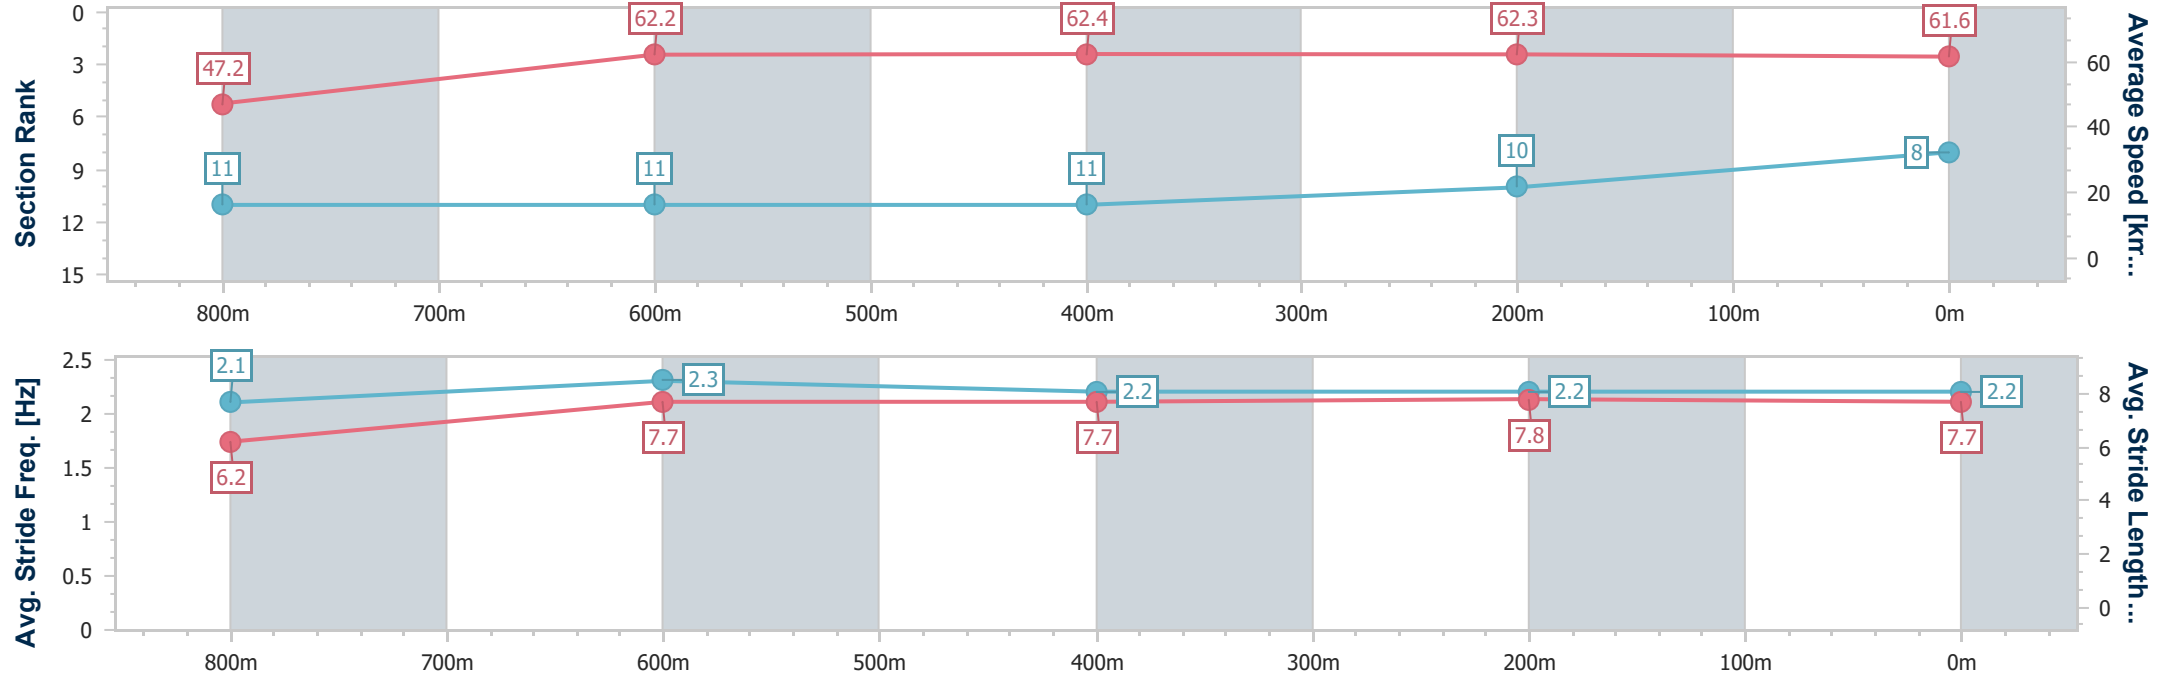 Section Rank
0
3
6
9
12
15
47.2
62.2
62.4
62.3
61.6
11
11
11
10
8
60
40
20
0
Average Speed [km...
800m
700m
600m
500m
400m
300m
200m
100m
0m
Avg. Stride Freq. [Hz]
2.5
2
1.5
1
0.5
0
2.1
2.3
2.2
2.2
2.2
6.2
7.7
7.7
7.8
7.7
8
6
4
2
0
Avg. Stride Length...
800m
700m
600m
500m
400m
300m
200m
100m
0m